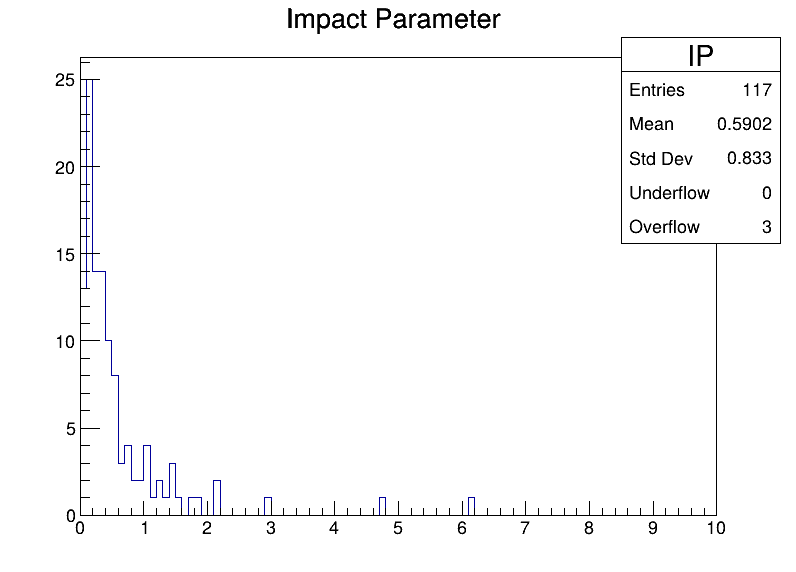 Impact Parameter
IP
Entries 117
Mean 0.5902
Std Dev 0.833
Underflow 0
Overflow 3
25
20
15
10
5
0
0 1 2 3 4 5 6 7 8 9 10